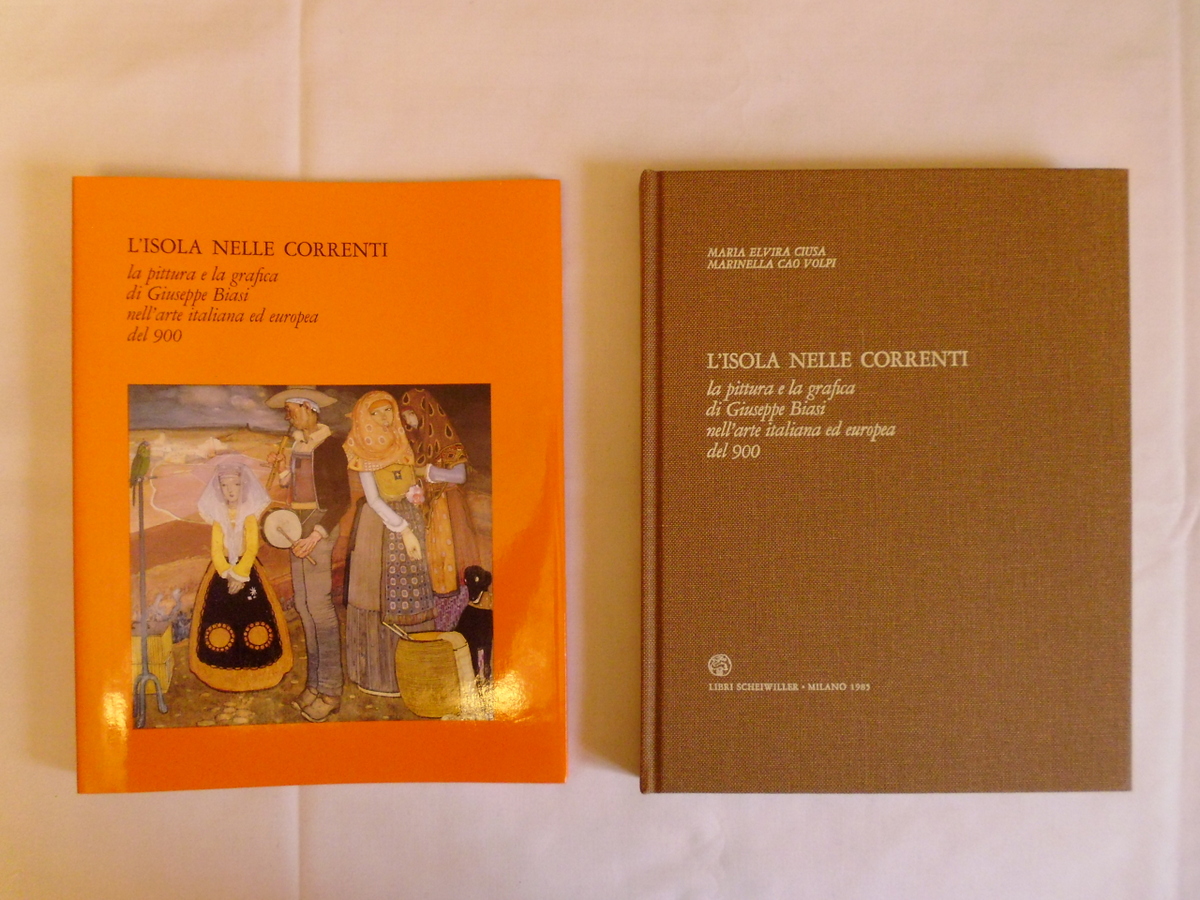 L'ISOLA NELLE CORRENTI
la pittura e la grafica
di Giuseppe Biasi
nell'arte italiana ed europea
del 900
MARIA ELVIRA CIUSA
MARINELLA CAO VOLPI
L'ISOLA NELLE CORRENTI
la pittura e la grafica
di Giuseppe Biasi
nell'arte italiana ed europea
del 900
LIBRI SCHEIWILLER • MILANO 1985